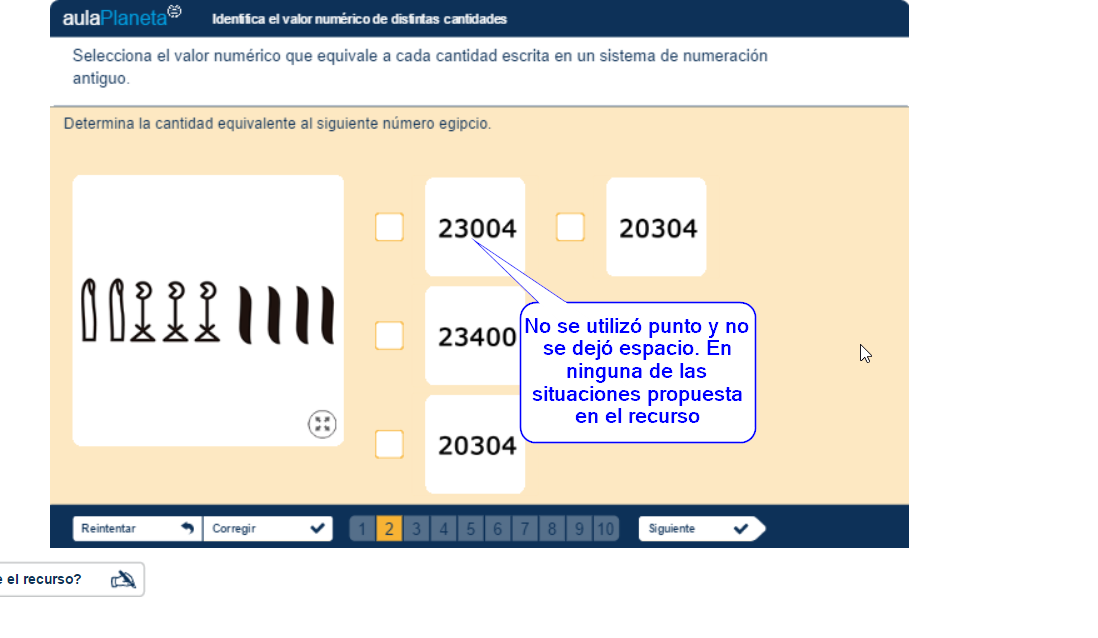 aulaPlaneta Identifica el valor numérico de distintas cantidades
Selecciona el valor numérico que equivale a cada cantidad escrita en un sistema de numeración
antiguo.
Determina la cantidad equivalente al siguiente número egipcio.
23004 20304
No se utilizó punto y no
se dejó espacio. En
ninguna de las
situaciones propuesta
en el recurso
23400
20304
Reintentar Corregir 1 2 3 4 5 6 7 8 9 10 Siguiente
e el recurso?